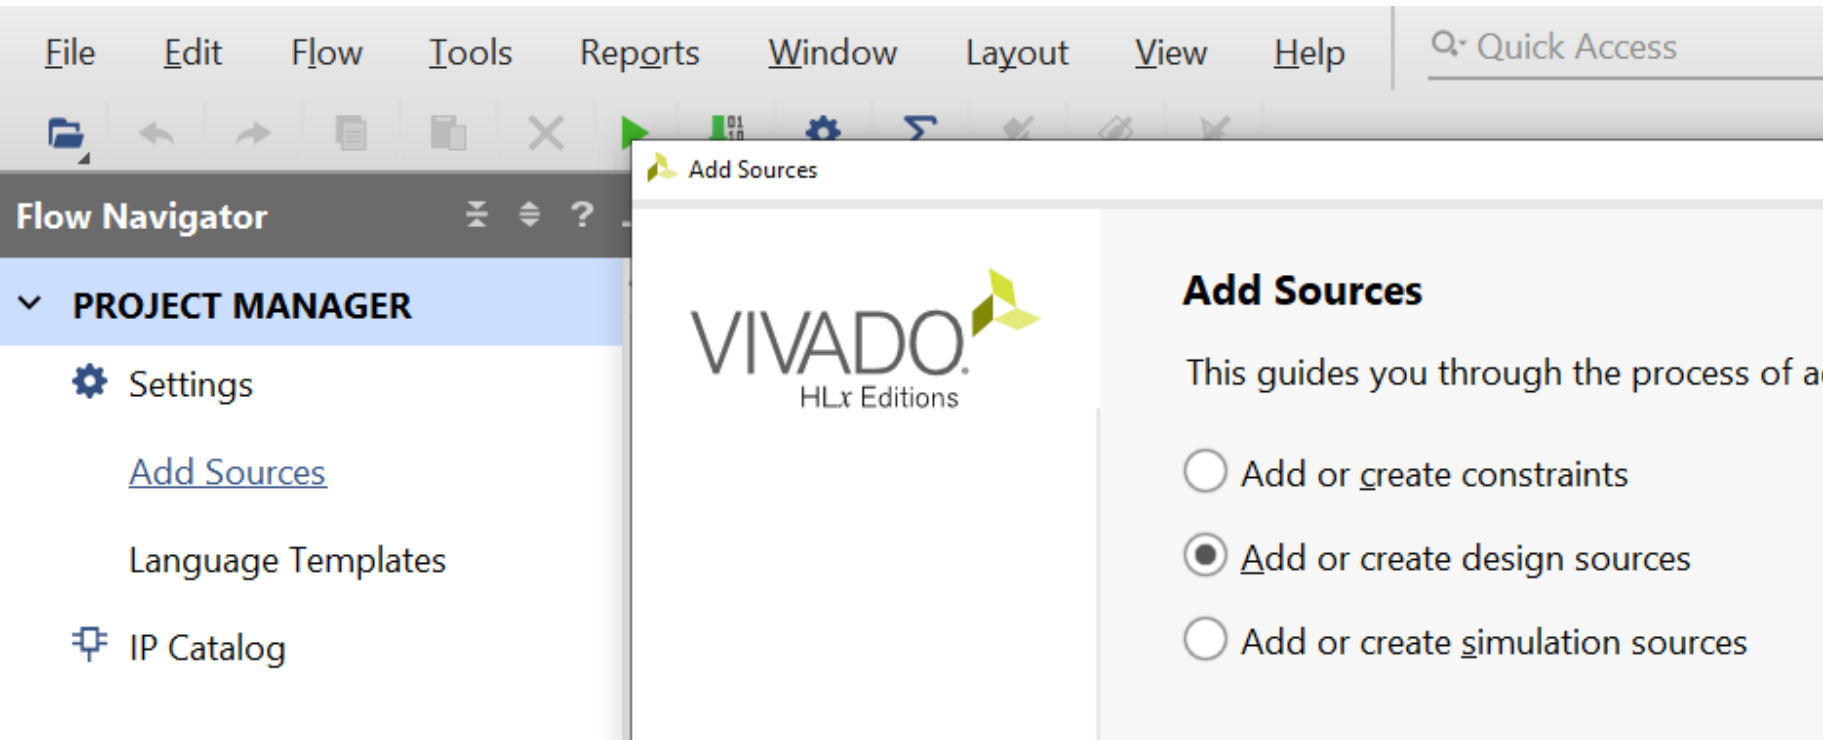 File Edit Flow Tools Reports Window Layout View Help Quick Access
01
10
Add Sources
Flow Navigator ?
PROJECT MANAGER
Settings
Add Sources
Language Templates
IP Catalog
VIVADO.
HLx Editions
Add Sources
This guides you through the process of
Add or create constraints
Add or create design sources
Add or create simulation sources